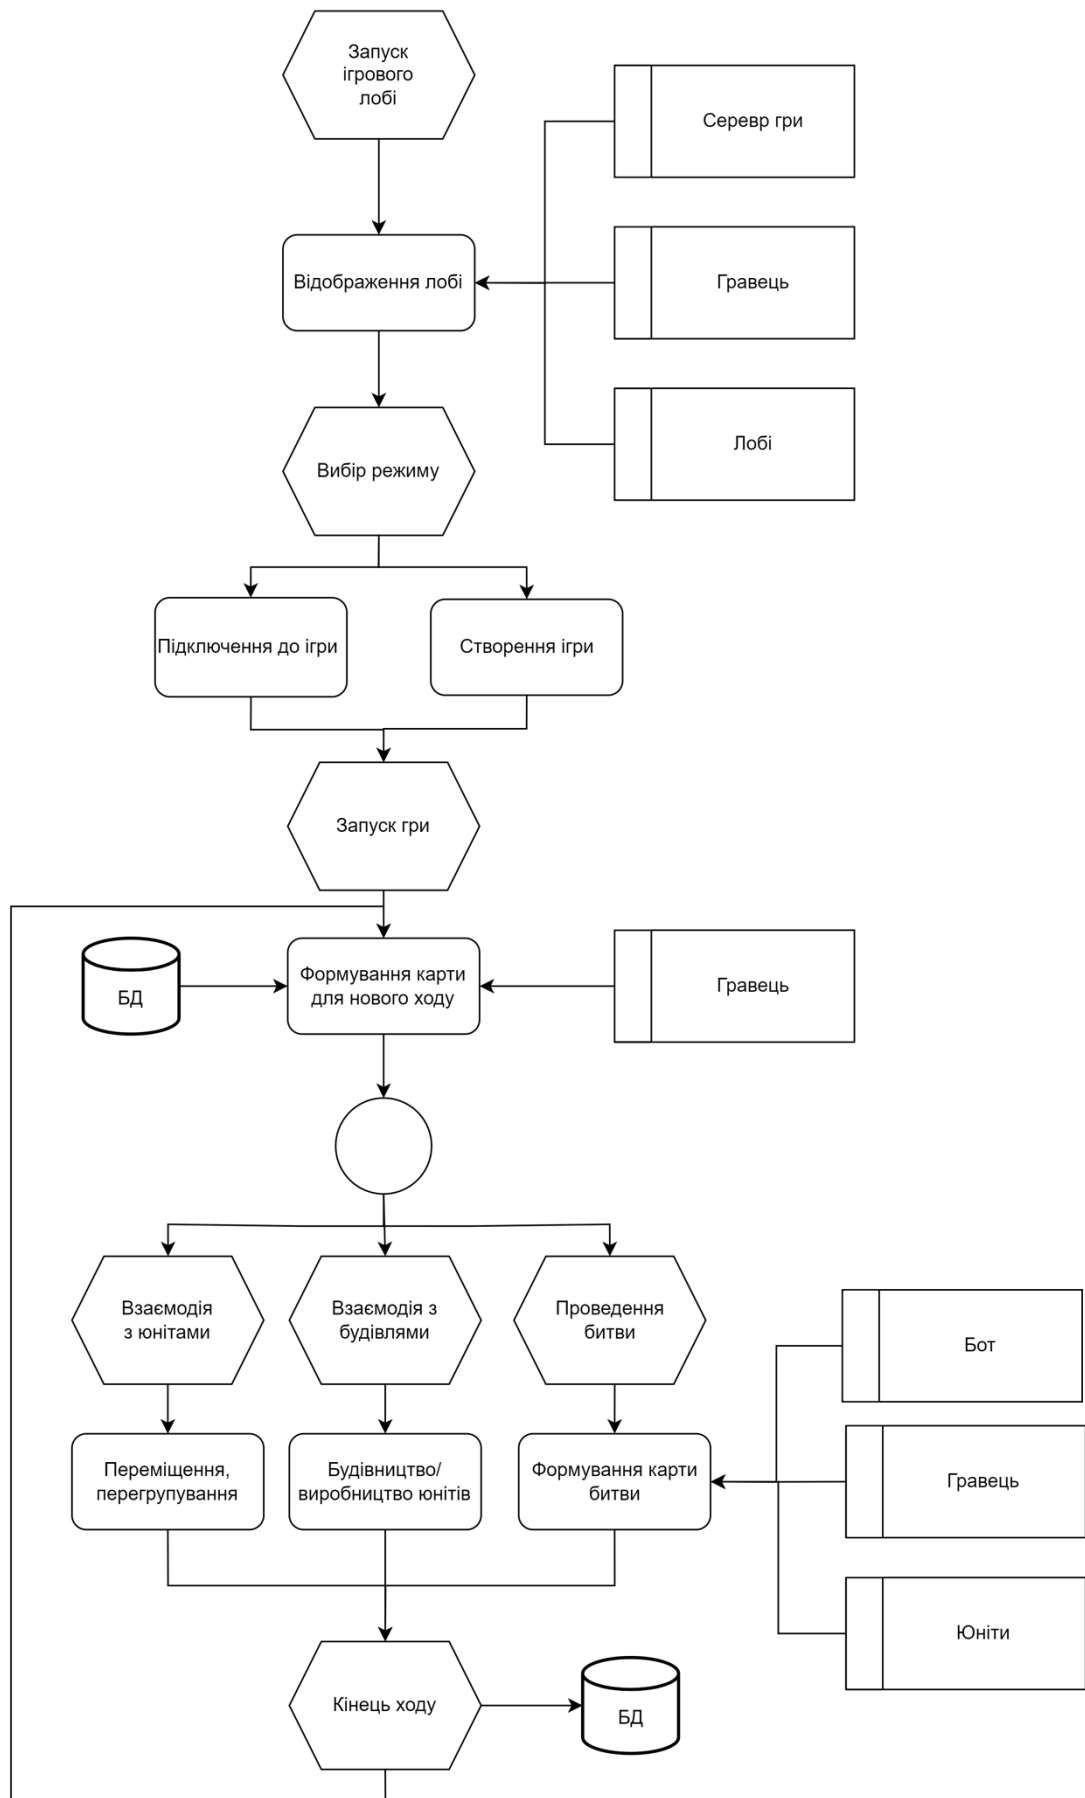 Запуск
ігрового
лобі
Серевр гри
Відображення лобі
Гравець
Вибір режиму
Лобі
Підключення до ігри
Створення ігри
Запуск гри
БД
Формування карти
для нового ходу
Гравець
Взаємодія
з юнітами
Взаємодія з
будівлями
Проведення
битви
Бот
Переміщення,
перегрупування
Будівництво/
виробництво юнітів
Формування карти
битви
Гравець
Юніти
Кінець ходу
БД